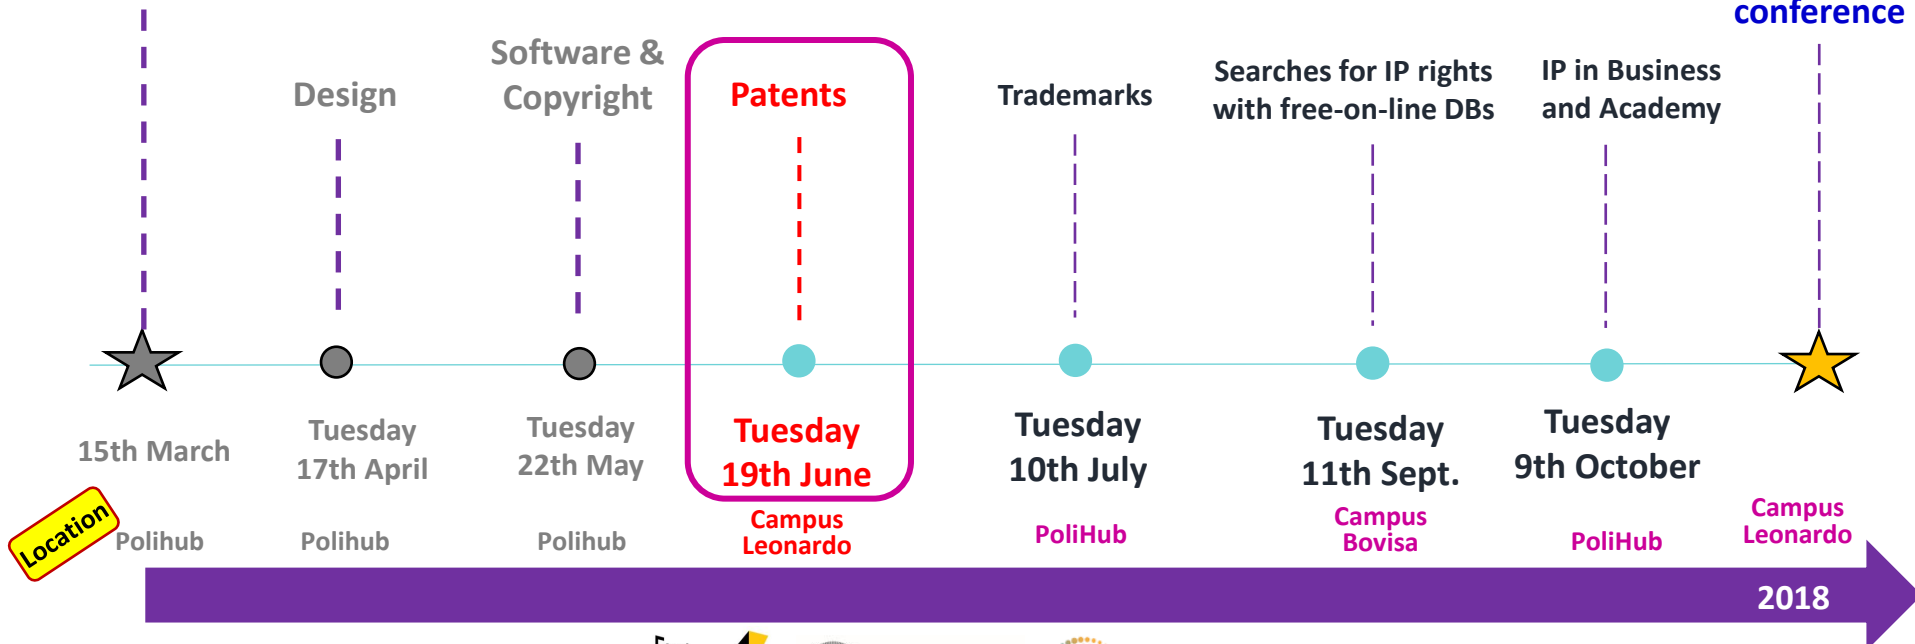 conference
Design
Software &
Copyright
Patents
Trademarks
Searches for IP rights
with free-on-line DBs
IP in Business
and Academy
15th March
Tuesday
17th April
Tuesday
22th May
Tuesday
19th June
Tuesday
10th July
Tuesday
11th Sept.
Tuesday
9th October
Location
Polihub
Polihub
Polihub
Campus
Leonardo
PoliHub
Campus
Bovisa
PoliHub
Campus
Leonardo
2018